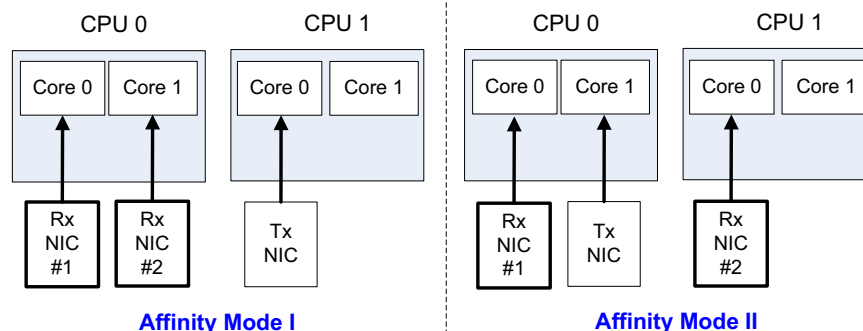 CPU 0
CPU 1
Core 0
Core 1
Core 0
Core 1
Rx
NIC
#1
Rx
NIC
#2
Tx
NIC
Affinity Mode I
CPU 0
CPU 1
Core 0
Core 1
Core 0
Core 1
Rx
NIC
#1
Tx
NIC
Rx
NIC
#2
Affinity Mode II